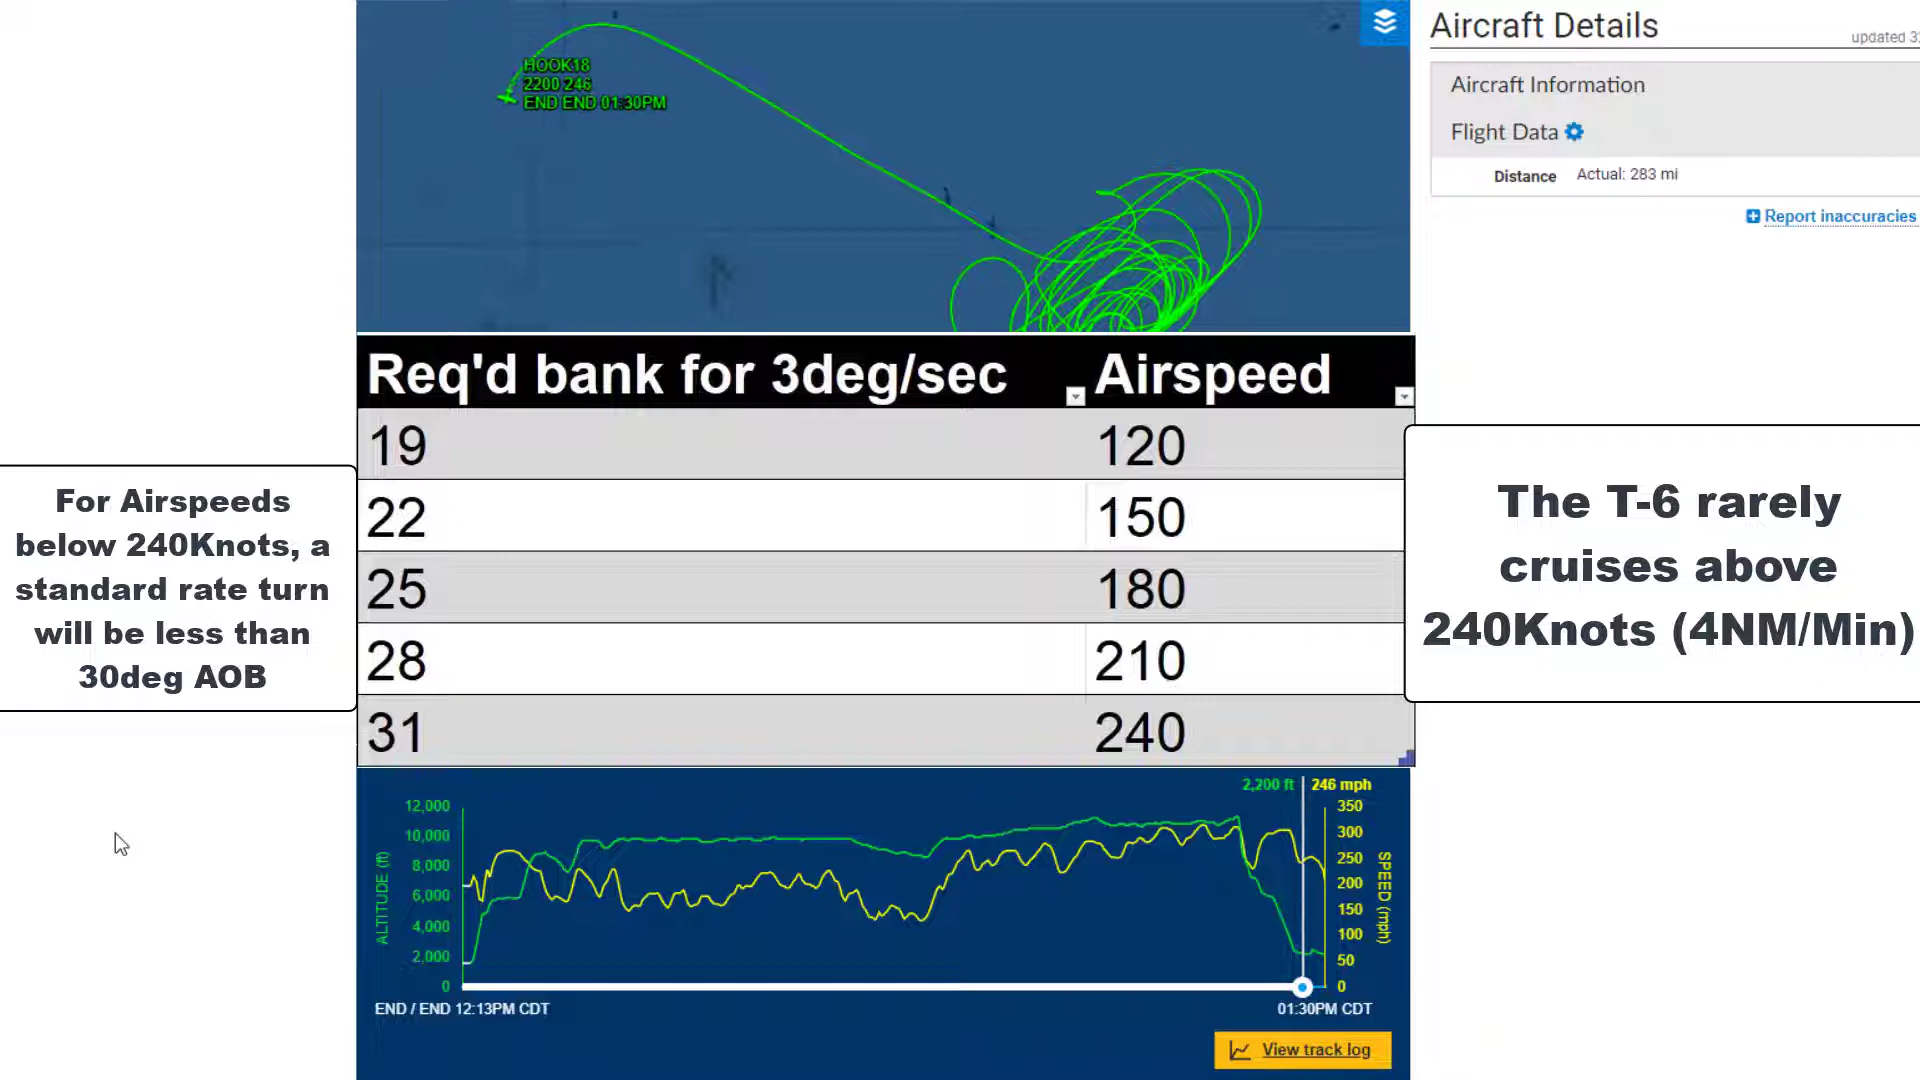 HOOK18
2200 246
END END 01:30PM
Aircraft Details
updated 3
Aircraft Information
Flight Data
Distance Actual: 283 mi
Report inaccuracies
Req'd bank for 3deg/sec Airspeed
19 120
22 150
25 180
28 210
31 240
For Airspeeds
below 240Knots, a
standard rate turn
will be less than
30deg AOB
The T-6 rarely
cruises above
240Knots (4NM/Min)
2,200 ft 246 mph
12,000
10,000
8,000
6,000
4,000
2,000
0
ALTITUDE (ft)
350
300
250
200
150
100
50
0
SPEED (mph)
END / END 12:13PM CDT
01:30PM CDT
View track log